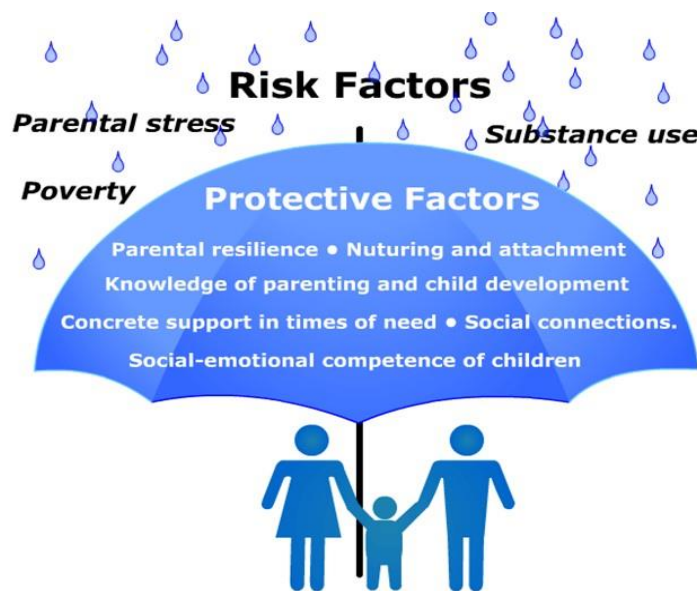 Risk Factors
Parental stress
Substance use
Poverty
Protective Factors
Parental resilience ● Nuturing and attachment
Knowledge of parenting and child development
Concrete support in times of need ● Social connections.
Social-emotional competence of children